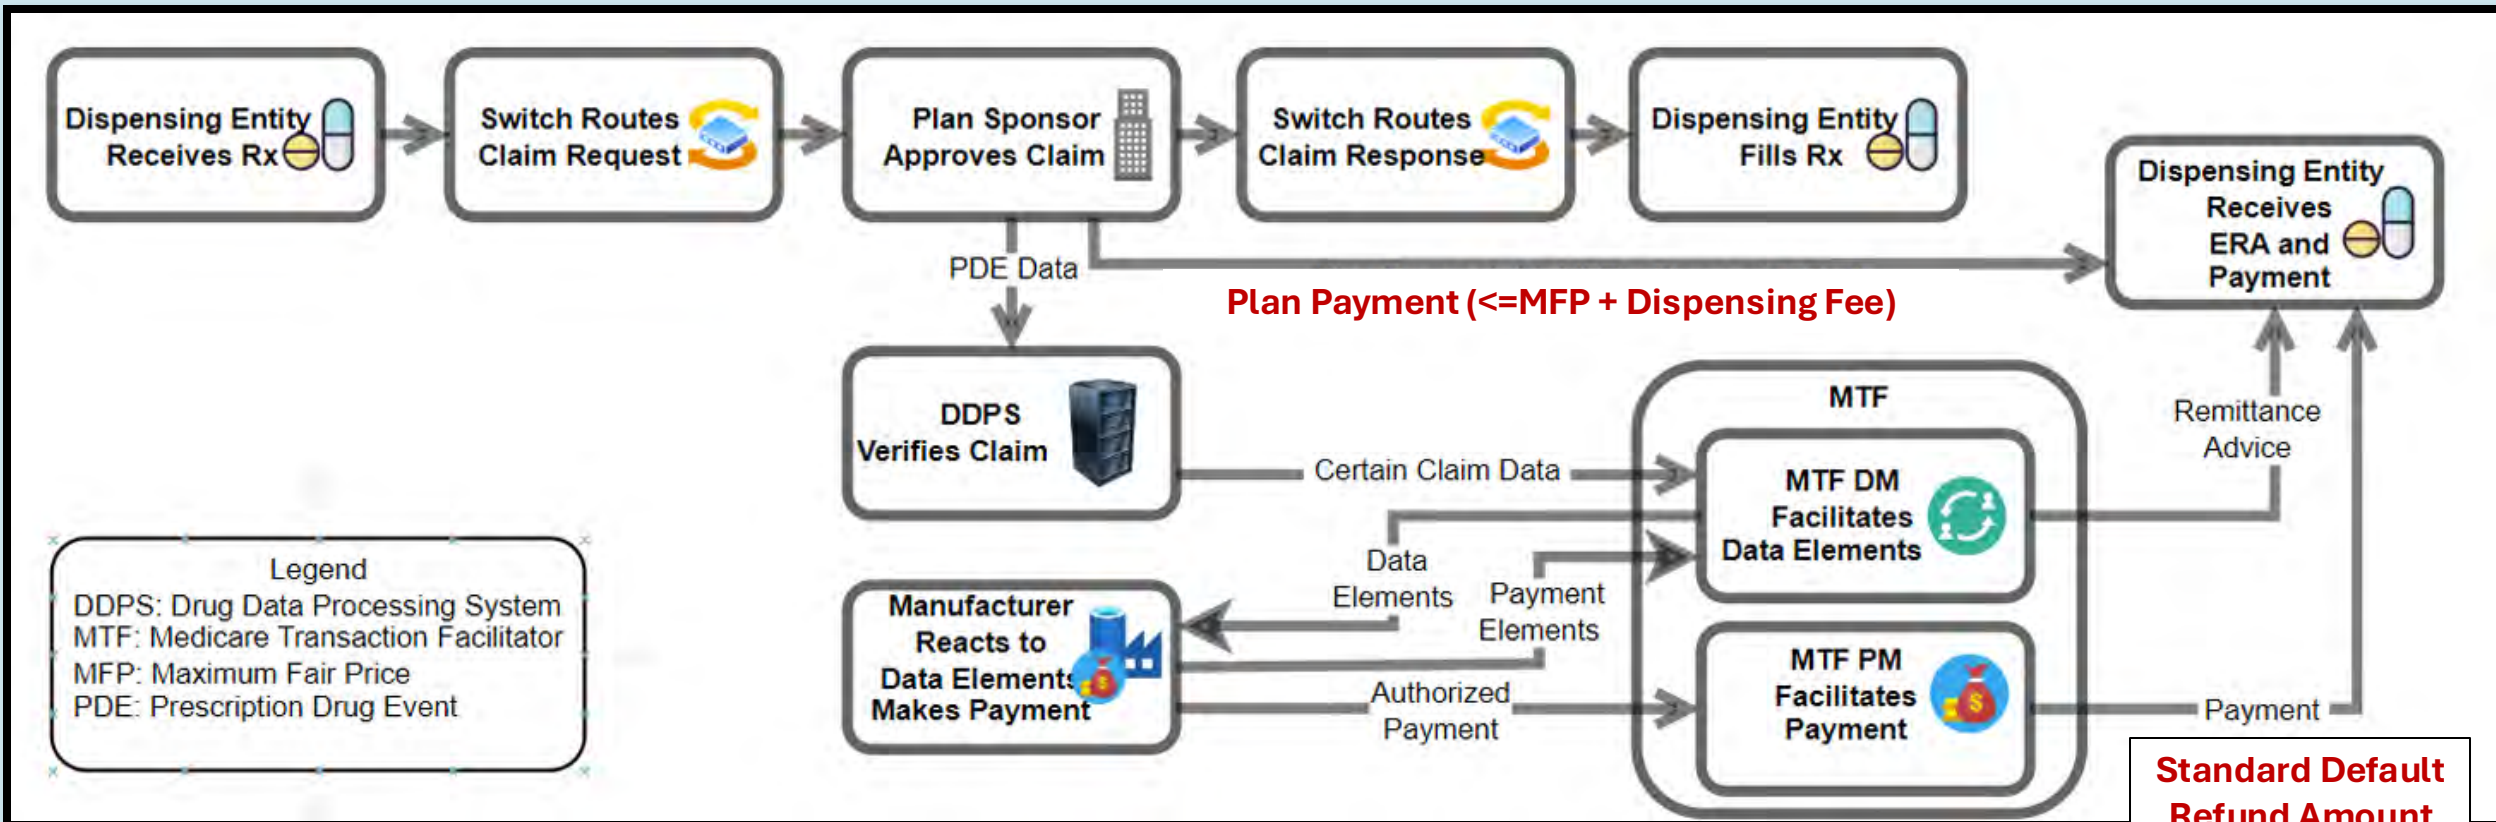 Dispensing Entity
Receives Rx
Switch Routes
Claim Request
Plan Sponsor
Approves Claim
Switch Routes
Claim Response
Dispensing Entity
Fills Rx
Dispensing Entity
Receives
ERA and
Payment
PDE Data
Plan Payment (<=MFP + Dispensing Fee)
DDPS
Verifies Claim
Certain Claim Data
MTF
MTF DM
Facilitates
Data Elements
Remittance
Advice
Data
Elements
Payment
Elements
Manufacturer
Reacts to
Data Elements
Makes Payment
Authorized
Payment
MTF PM
Facilitates
Payment
Payment
Legend
DDPS: Drug Data Processing System
MTF: Medicare Transaction Facilitator
MFP: Maximum Fair Price
PDE: Prescription Drug Event
Standard Default
Refund Amount